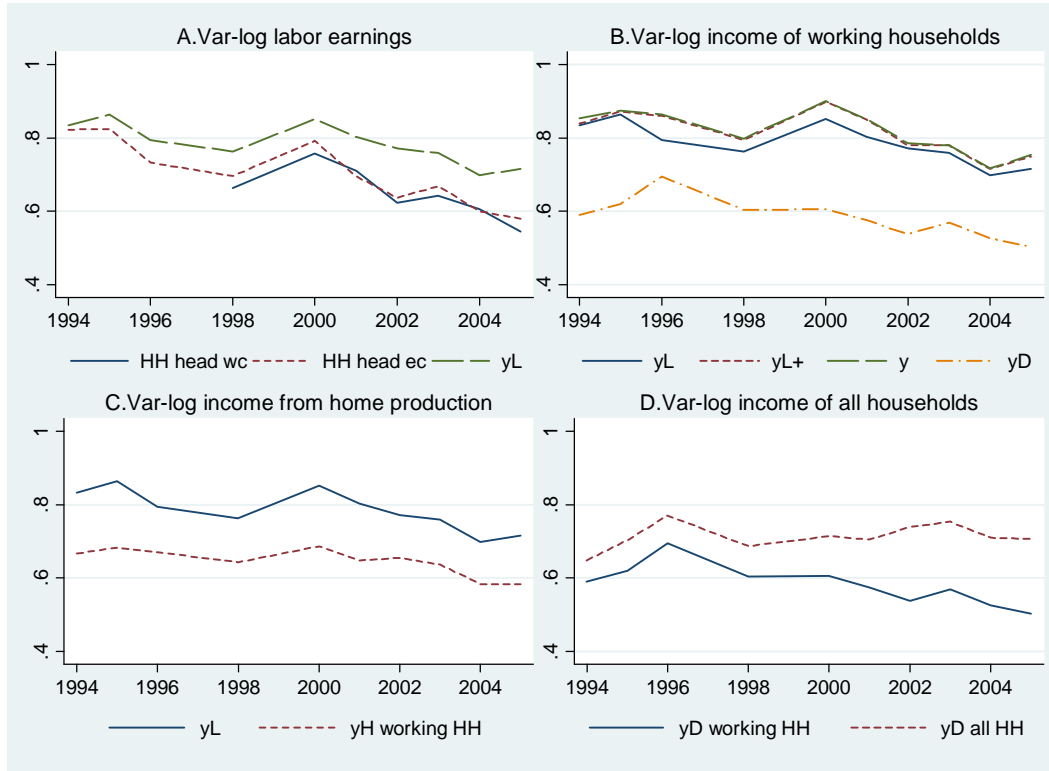 A.Var-log labor earnings
1
.8
.6
.4
1994 1996 1998 2000 2002 2004
HH head wc HH head ec yL
B.Var-log income of working households
1
.8
.6
.4
1994 1996 1998 2000 2002 2004
yL yL+ y yD
C.Var-log income from home production
1
.8
.6
.4
1994 1996 1998 2000 2002 2004
yL yH working HH
D.Var-log income of all households
1
.8
.6
.4
1994 1996 1998 2000 2002 2004
yD working HH yD all HH